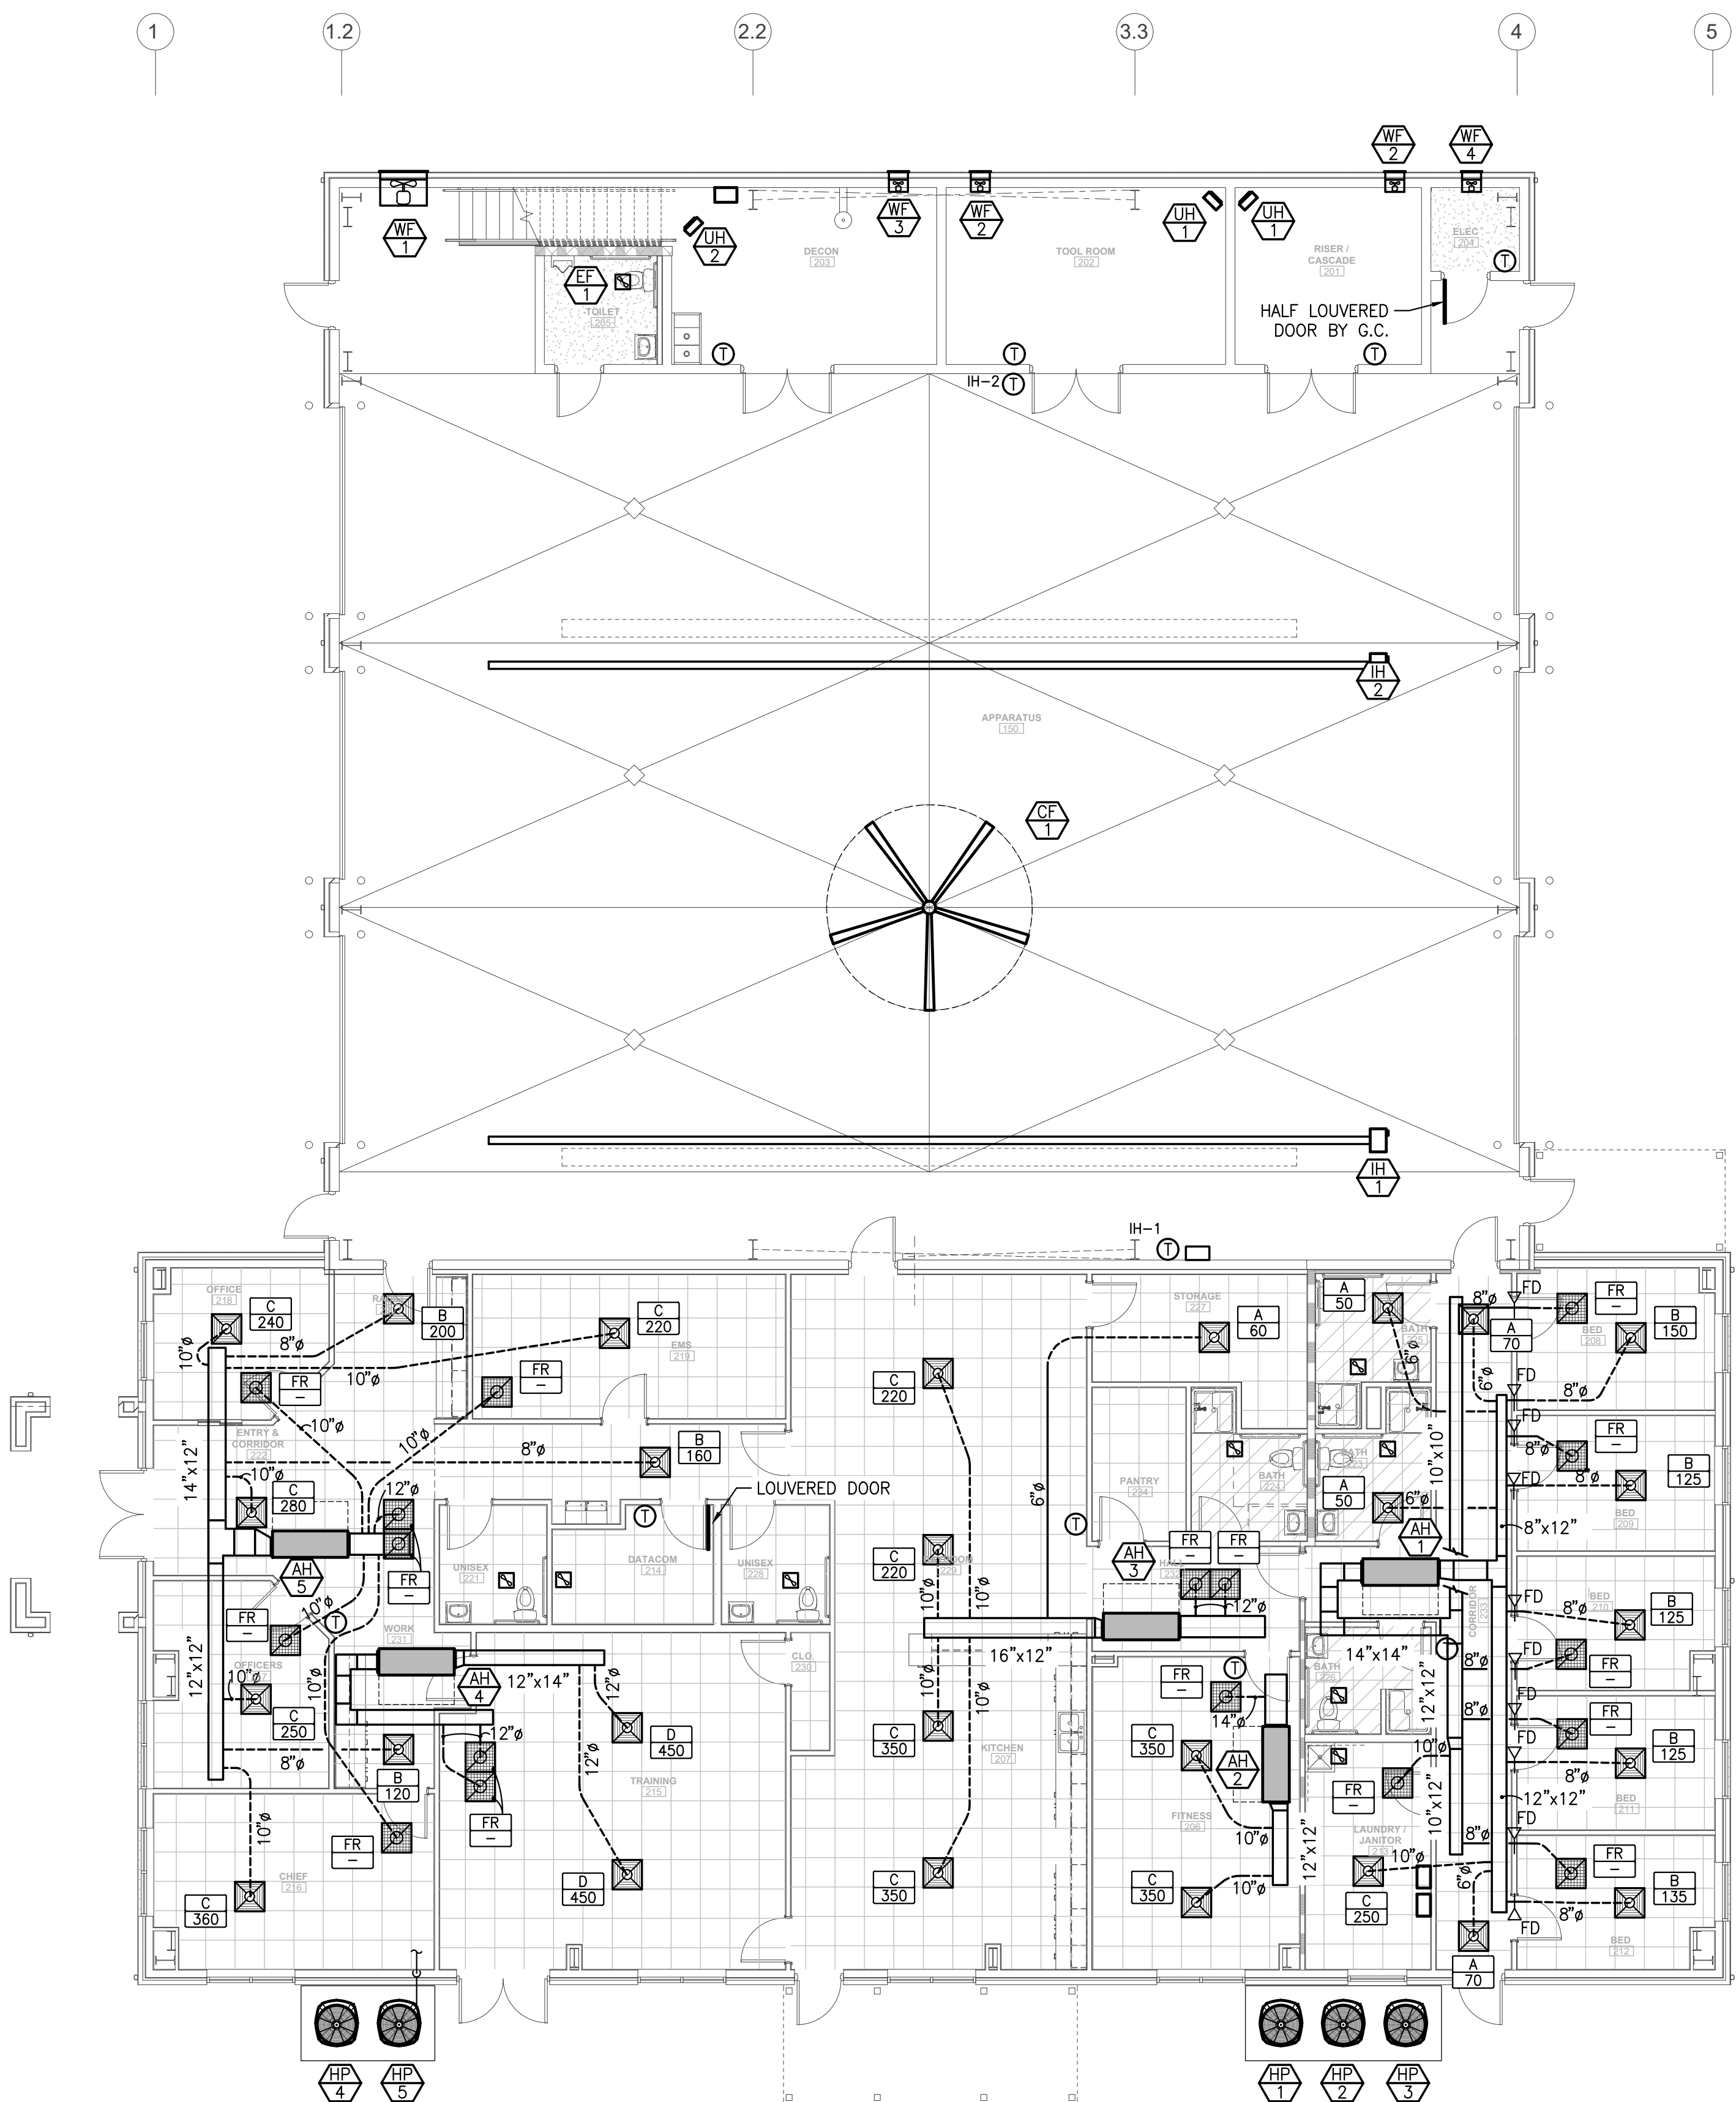 1
1.2
2.2
3.3
4
5
WF
2
WF
4
WF
1
UH
2
WF
3
WF
2
UH
1
UH
1
EF
1
TOILET
205
DECON
203
TOOL ROOM
202
RISER /
CASCADE
201
ELEC
204
T
HALF LOUVERED
DOOR BY G.C.
T
T
T
IH-2 T
IH
2
APPARATUS
150
CF
1
IH
1
IH-1
T
OFFICE
218
C
240
10"ø
8"ø
10"ø
B
200
C
220
EMS
219
FR
–
FR
–
10"ø
10"ø
ENTRY &
CORRIDOR
222
14"x12"
10"ø
C
280
12"ø
8"ø
B
160
LOUVERED DOOR
T
AH
5
FR
–
UNISEX
221
DATACOM
214
UNISEX
228
FR
–
10"ø
T
WORK
231
OFFICERS
12"x12"
10"ø
10"ø
C
250
AH
4
12"x14"
12"ø
12"ø
D
450
12"ø
8"ø
B
120
FR
–
TRAINING
215
CLO.
230
10"ø
FR
–
CHIEF
216
C
360
D
450
C
220
C
220
229
10"ø
10"ø
10"ø
10"ø
16"x12"
C
350
KITCHEN
207
C
350
STORAGE
227
A
60
6"ø
PANTRY
234
T
AH
3
FR
–
FR
–
HALL
232
12"ø
BATH
224
A
50
BATH
225
6"ø
BATH
223
A
50
6"ø
AH
1
10"x10"
CORRIDOR
233
14"x14"
BATH
226
T
FR
–
14"ø
C
350
AH
2
FITNESS
206
10"ø
12"x12"
C
350
10"ø
12"x12"
10"ø
FR
–
10"x12"
LAUNDRY /
JANITOR
213
10"ø
C
250
6"ø
A
70
8"ø
FD
FR
–
A
70
BED
208
B
150
6"ø
8"ø
FD
FD
FR
–
8"ø
8"ø
B
125
FD
BED
209
8"x12"
FD
BED
210
8"ø
B
125
FD
8"ø
FR
–
FD
8"ø
FR
–
FD
8"ø
B
125
12"x12"
BED
211
FD
8"ø
FR
–
B
135
8"ø
FD
BED
212
HP
4
HP
5
HP
1
HP
2
HP
3